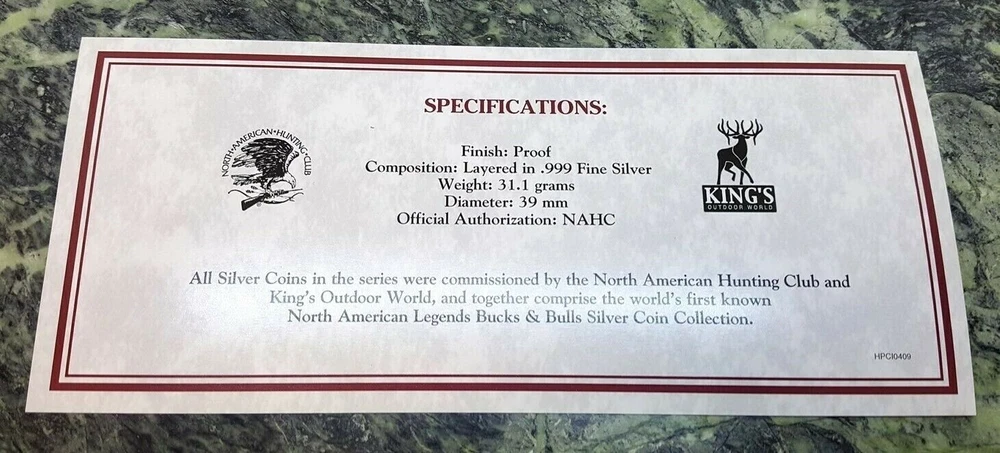 SPECIFICATIONS:
NORTH•AMERICAN•HUNTING•CLUB
Finish: Proof
Composition: Layered in .999 Fine Silver
Weight: 31.1 grams
Diameter: 39 mm
Official Authorization: NAHC
KING'S
OUTDOOR WORLD
All Silver Coins in the series were commissioned by the North American Hunting Club and
King's Outdoor World, and together comprise the world's first known
North American Legends Bucks & Bulls Silver Coin Collection.
HPCI0409